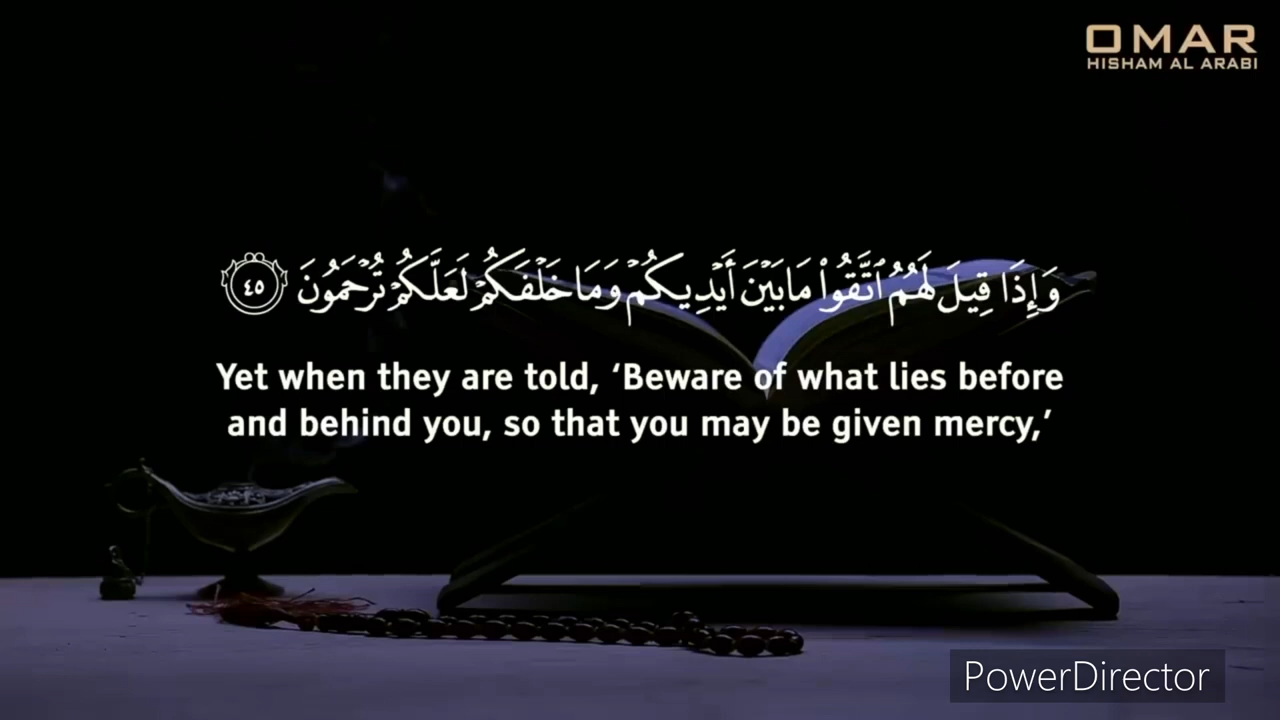 OMAR
HISHAM AL ARABI
وَإِذَا قِيلَ لَهُمُ ٱتَّقُوا۟ مَا بَيْنَ أَيْدِيكُمْ وَمَا خَلْفَكُمْ لَعَلَّكُمْ تُرْحَمُونَ ٤٥
Yet when they are told, ‘Beware of what lies before
and behind you, so that you may be given mercy,’
PowerDirector